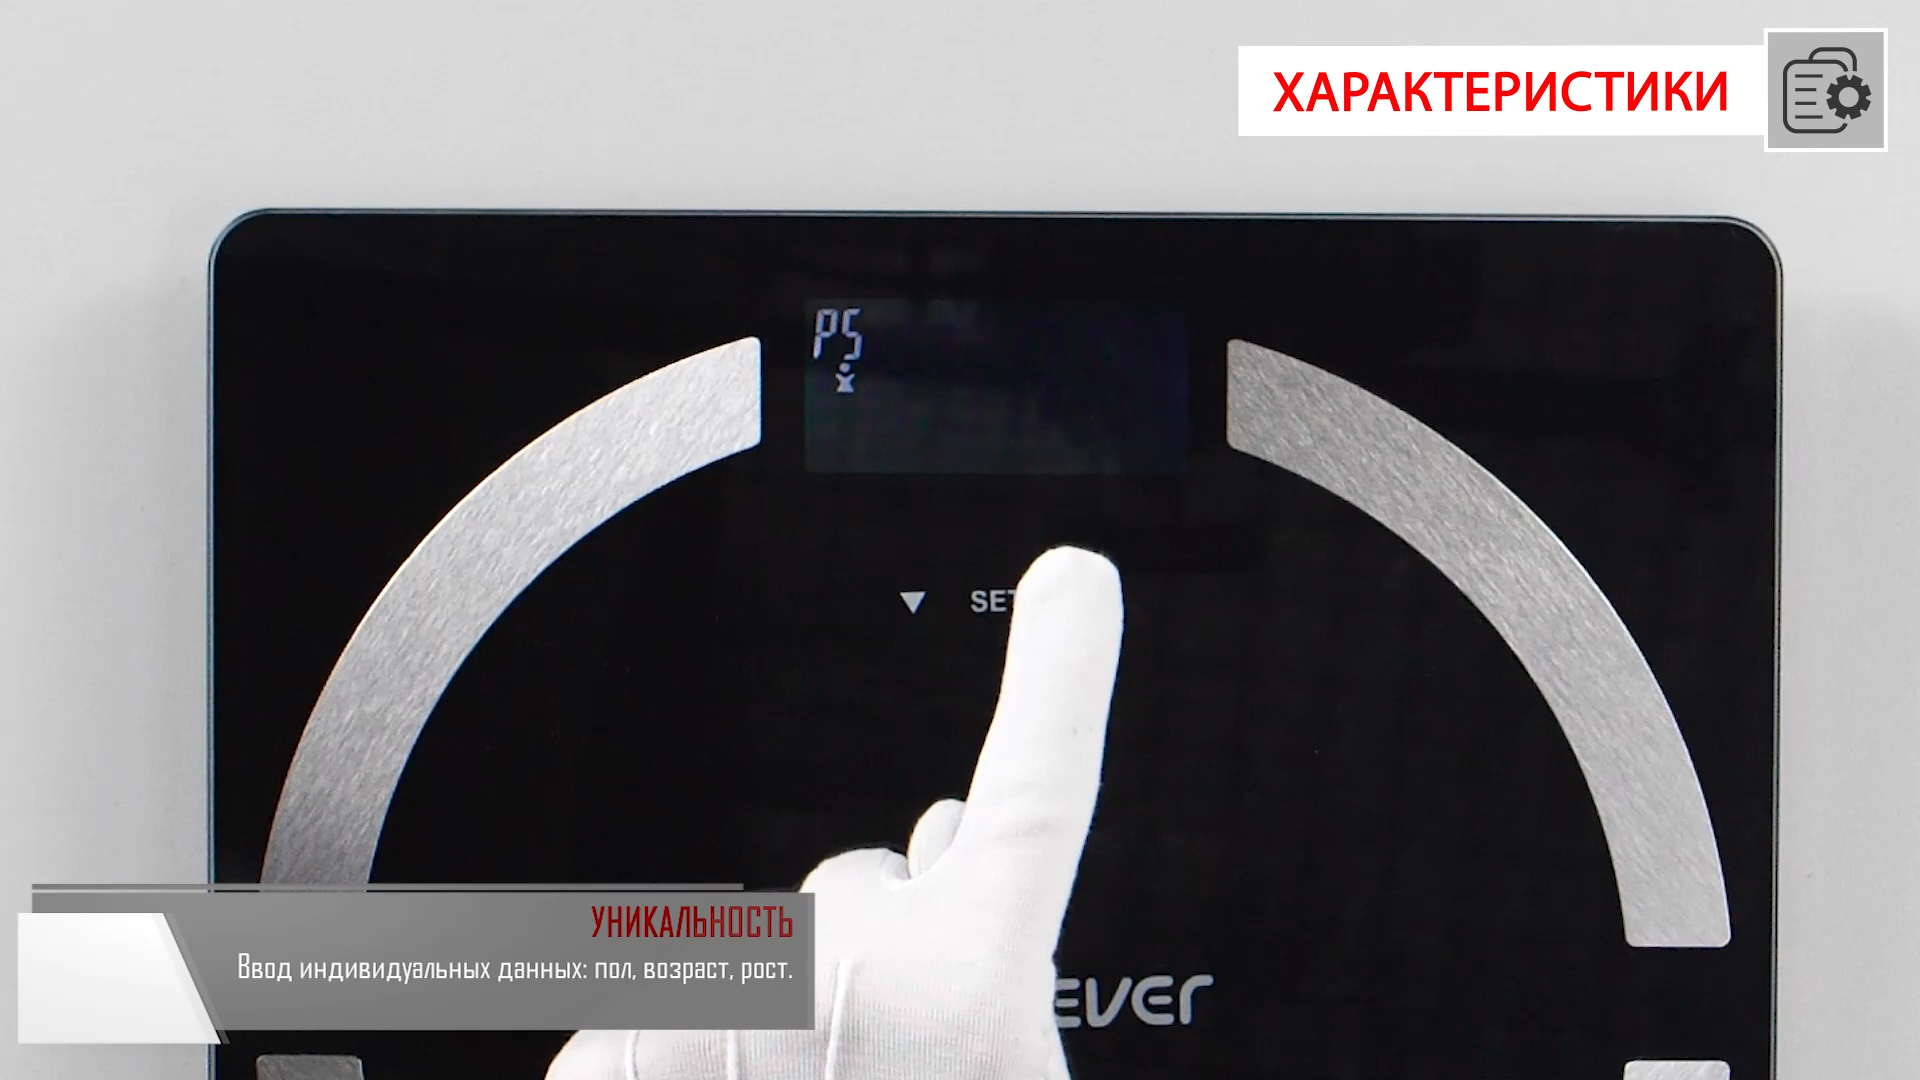 ХАРАКТЕРИСТИКИ
P5
SET
EVER
УНИКАЛЬНОСТЬ
Ввод индивидуальных данных: пол, возраст, рост.